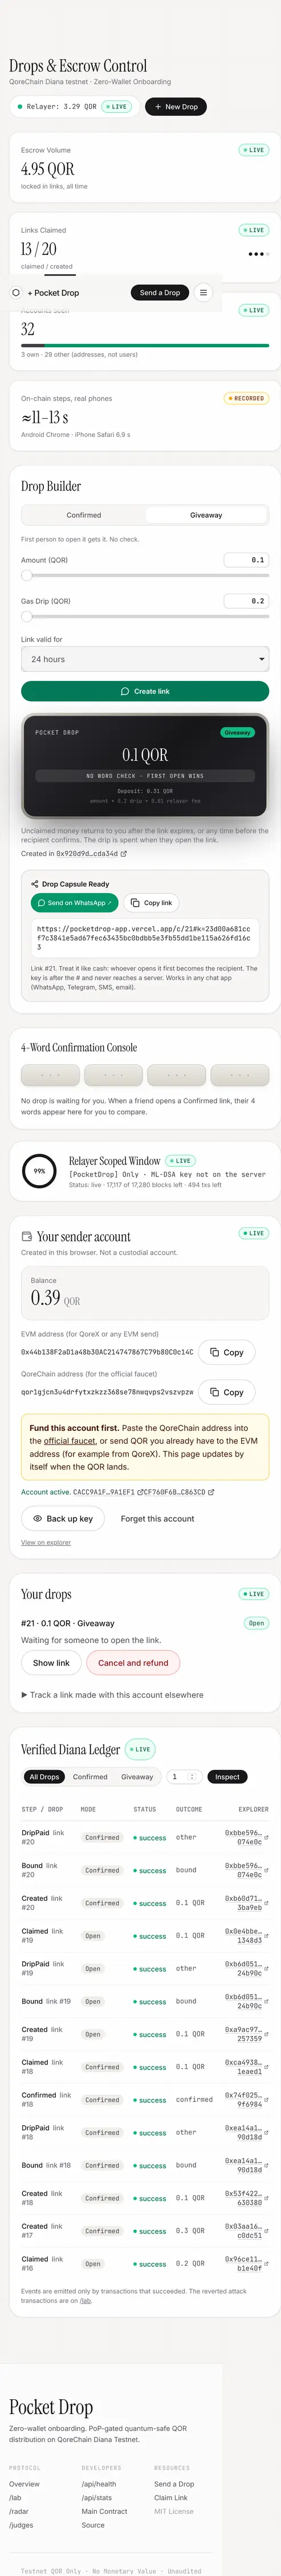 Drops & Escrow Control
QoreChain Diana testnet · Zero-Wallet Onboarding
Relayer: 3.29 QOR LIVE
+ New Drop
Escrow Volume LIVE
4.95 QOR
locked in links, all time
Links Claimed LIVE
13 / 20
claimed / created
+ Pocket Drop Send a Drop
LIVE
32
3 own · 29 other (addresses, not users)
On-chain steps, real phones RECORDED
≈11–13 s
Android Chrome · iPhone Safari 6.9 s
Drop Builder
Confirmed Giveaway
First person to open it gets it. No check.
Amount (QOR) 0.1
Gas Drip (QOR) 0.2
Link valid for
24 hours
Create link
POCKET DROP Giveaway
0.1 QOR
NO WORD CHECK · FIRST OPEN WINS
Deposit: 0.31 QOR
amount + 0.2 drip + 0.01 relayer fee
Unclaimed money returns to you after the link expires, or any time before the
recipient confirms. The drip is spent when they open the link.
Created in 0x920d9d…cda34d
Drop Capsule Ready
Send on WhatsApp ↗ Copy link
https://pocketdrop-app.vercel.app/c/21#k=23d00a681cc
f7c3841e5ad67fec63435bc0bdbb5e3fb55dd1be115a626fd16c
3
Link #21. Treat it like cash: whoever opens it first becomes the recipient. The
key is after the # and never reaches a server. Works in any chat app
(WhatsApp, Telegram, SMS, email).
4-Word Confirmation Console
· · · · · · · · · · · ·
No drop is waiting for you. When a friend opens a Confirmed link, their 4
words appear here for you to compare.
99%
Relayer Scoped Window LIVE
[PocketDrop] Only · ML-DSA key not on the server
Status: live · 17,117 of 17,280 blocks left · 494 txs left
Your sender account LIVE
Created in this browser. Not a custodial account.
Balance
0.39 QOR
EVM address (for QoreX or any EVM send)
0x44b138F2aD1a48b30AC214747867C79b80C0c14C Copy
QoreChain address (for the official faucet)
qor1gjcn3u4drfytxzkzz368se78nwqvps2vszvpzw Copy
Fund this account first. Paste the QoreChain address into
the official faucet, or send QOR you already have to the EVM
address (for example from QoreX). This page updates by
itself when the QOR lands.
Account active. CACC9A1F…9A1EF1 CF760F6B…C863CD
Back up key Forget this account
View on explorer
Your drops LIVE
#21 · 0.1 QOR · Giveaway Open
Waiting for someone to open the link.
Show link Cancel and refund
▶ Track a link made with this account elsewhere
Verified Diana Ledger LIVE
All Drops Confirmed Giveaway 1 Inspect
STEP / DROP MODE STATUS OUTCOME EXPLORER
DripPaid link #20 Confirmed success other 0xbbe596…074e0c
Bound link #20 Confirmed success bound 0xbbe596…074e0c
Created link #20 Confirmed success 0.1 QOR 0xb60d71…3ba9eb
Claimed link #19 Open success 0.1 QOR 0x0e4bbe…1348d3
DripPaid link #19 Open success other 0xb6d051…24b90c
Bound link #19 Open success bound 0xb6d051…24b90c
Created link #19 Open success 0.1 QOR 0xa9ac97…257359
Claimed link #18 Confirmed success 0.1 QOR 0xca4938…1eaed1
Confirmed link #18 Confirmed success confirmed 0x74f025…9f6984
DripPaid link #18 Confirmed success other 0xea14a1…90d18d
Bound link #18 Confirmed success bound 0xea14a1…90d18d
Created link #18 Confirmed success 0.1 QOR 0x53f422…630380
Created link #17 Confirmed success 0.3 QOR 0x03aa16…c0dc51
Claimed link #16 Open success 0.2 QOR 0x96ce11…b1e40f
Events are emitted only by transactions that succeeded. The reverted attack
transactions are on /lab.
Pocket Drop
Zero-wallet onboarding. PoP-gated quantum-safe QOR
distribution on QoreChain Diana Testnet.
PROTOCOL DEVELOPERS RESOURCES
Overview /api/health Send a Drop
/lab /api/stats Claim Link
/radar Main Contract MIT License
/judges Source
Testnet QOR Only · No Monetary Value · Unaudited